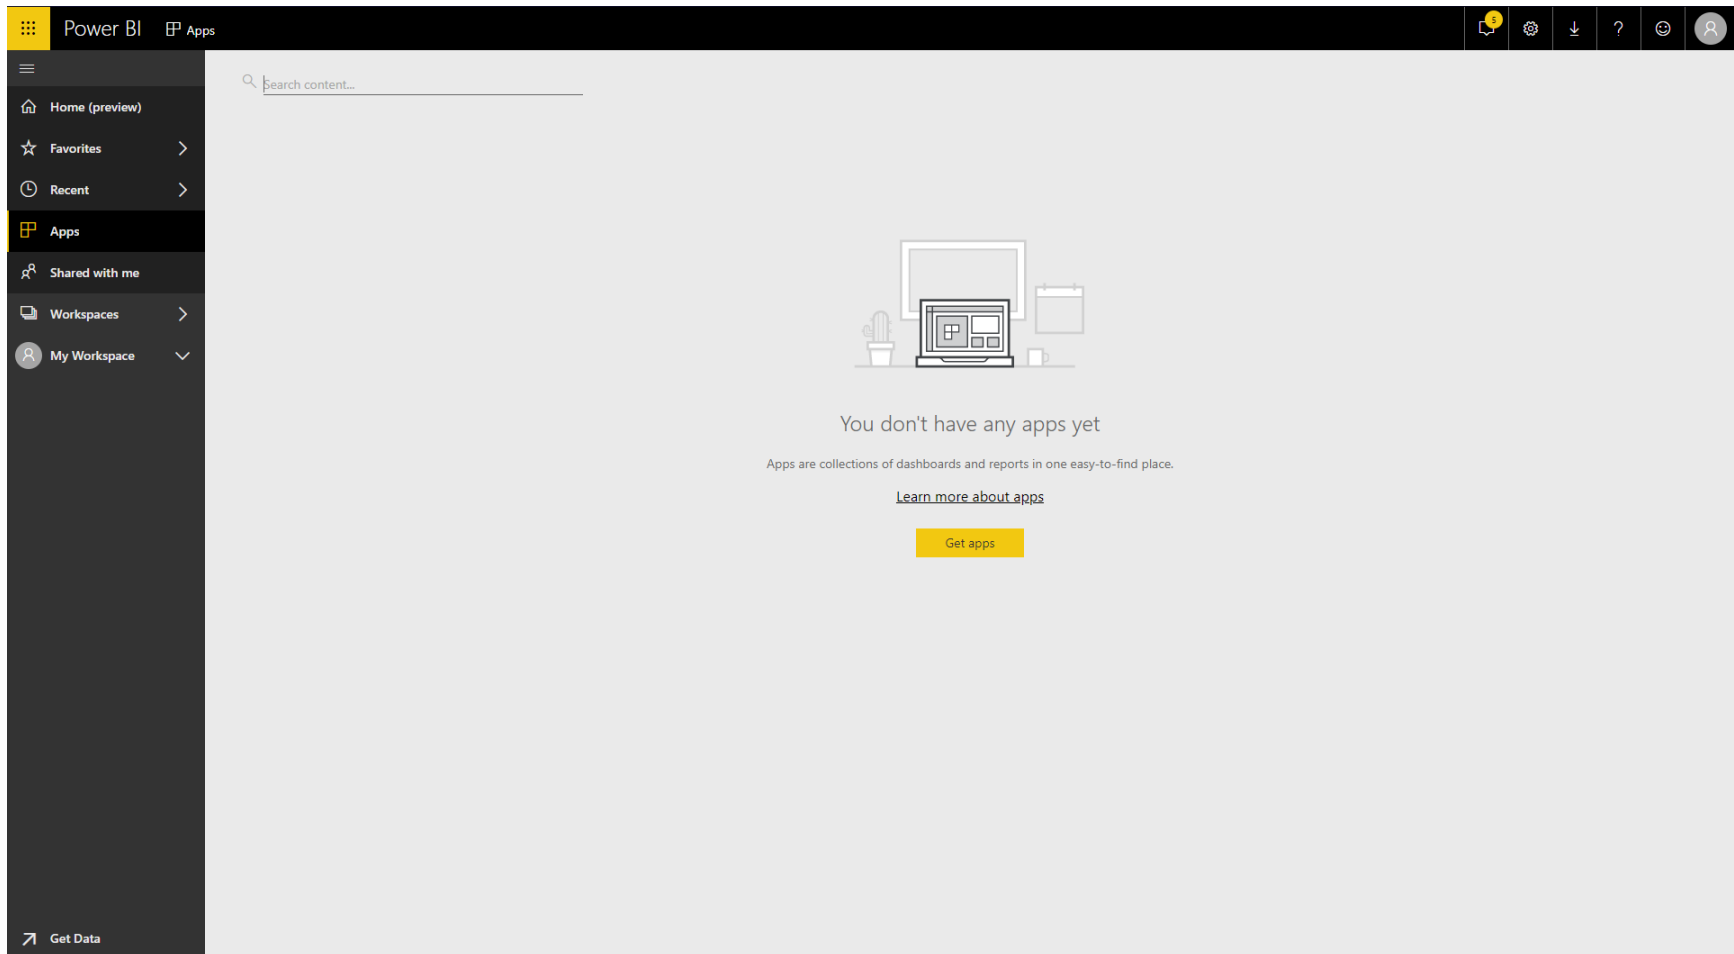 Power BI Apps
5
?
Search content...
Home (preview)
Favorites
Recent
Apps
Shared with me
Workspaces
My Workspace
You don't have any apps yet
Apps are collections of dashboards and reports in one easy-to-find place.
Learn more about apps
Get apps
Get Data